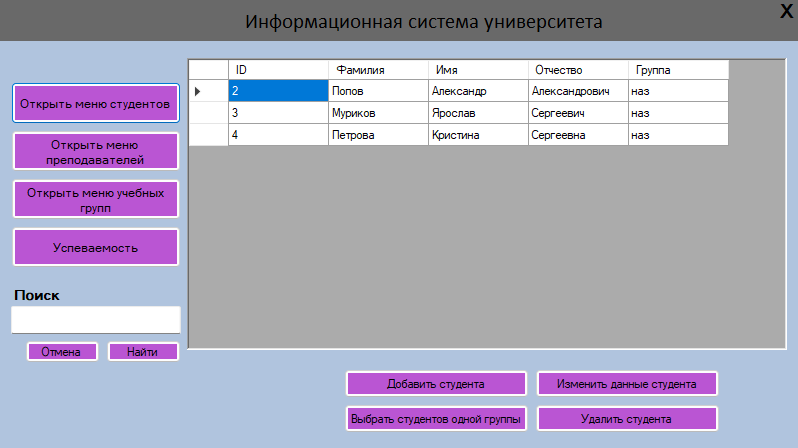 Информационная система университета
X
Открыть меню студентов
Открыть меню
преподавателей
Открыть меню учебных
групп
Успеваемость
Поиск
Отмена Найти
ID Фамилия Имя Отчество Группа
2 Попов Александр Александрович наз
3 Муриков Ярослав Сергеевич наз
4 Петрова Кристина Сергеевна наз
Добавить студента Изменить данные студента
Выбрать студентов одной группы Удалить студента